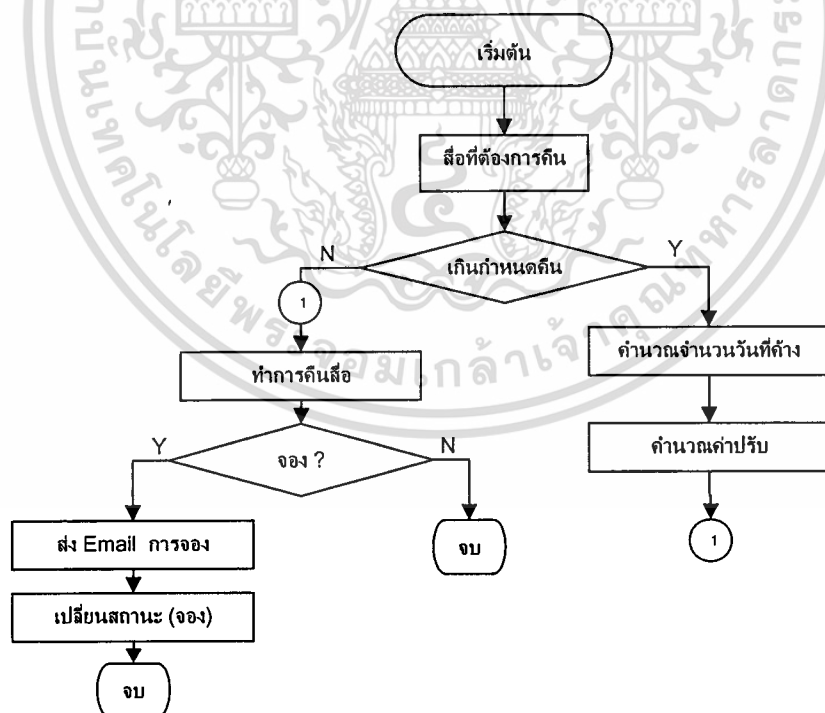 เริ่มต้น
สื่อที่ต้องการคืน
เกินกำหนดคืน
N
Y
1
ทำการคืนสื่อ
คำนวณจำนวนวันที่ค้าง
คำนวณค่าปรับ
1
จอง ?
Y
N
ส่ง Email การจอง
จบ
เปลี่ยนสถานะ (จอง)
จบ